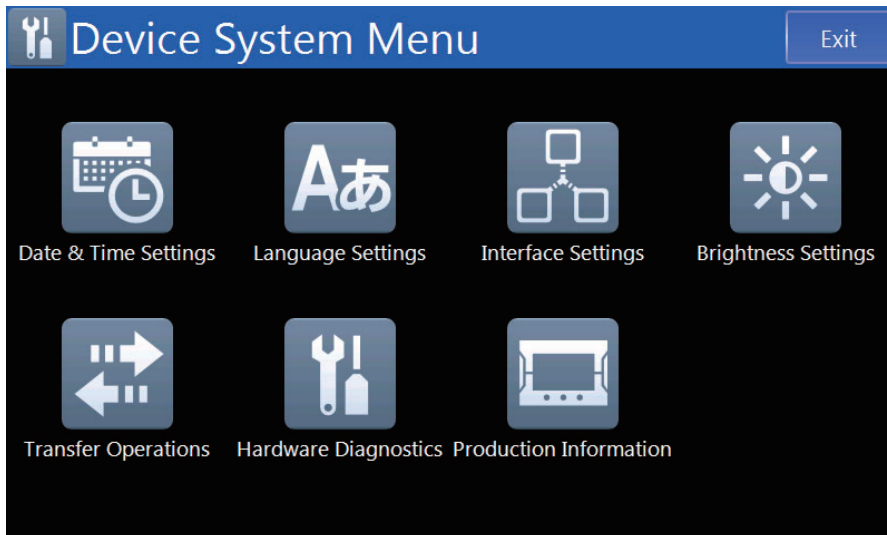 Device System Menu
Exit
Aあ
Date & Time Settings
Language Settings
Interface Settings
Brightness Settings
Transfer Operations
Hardware Diagnostics
Production Information